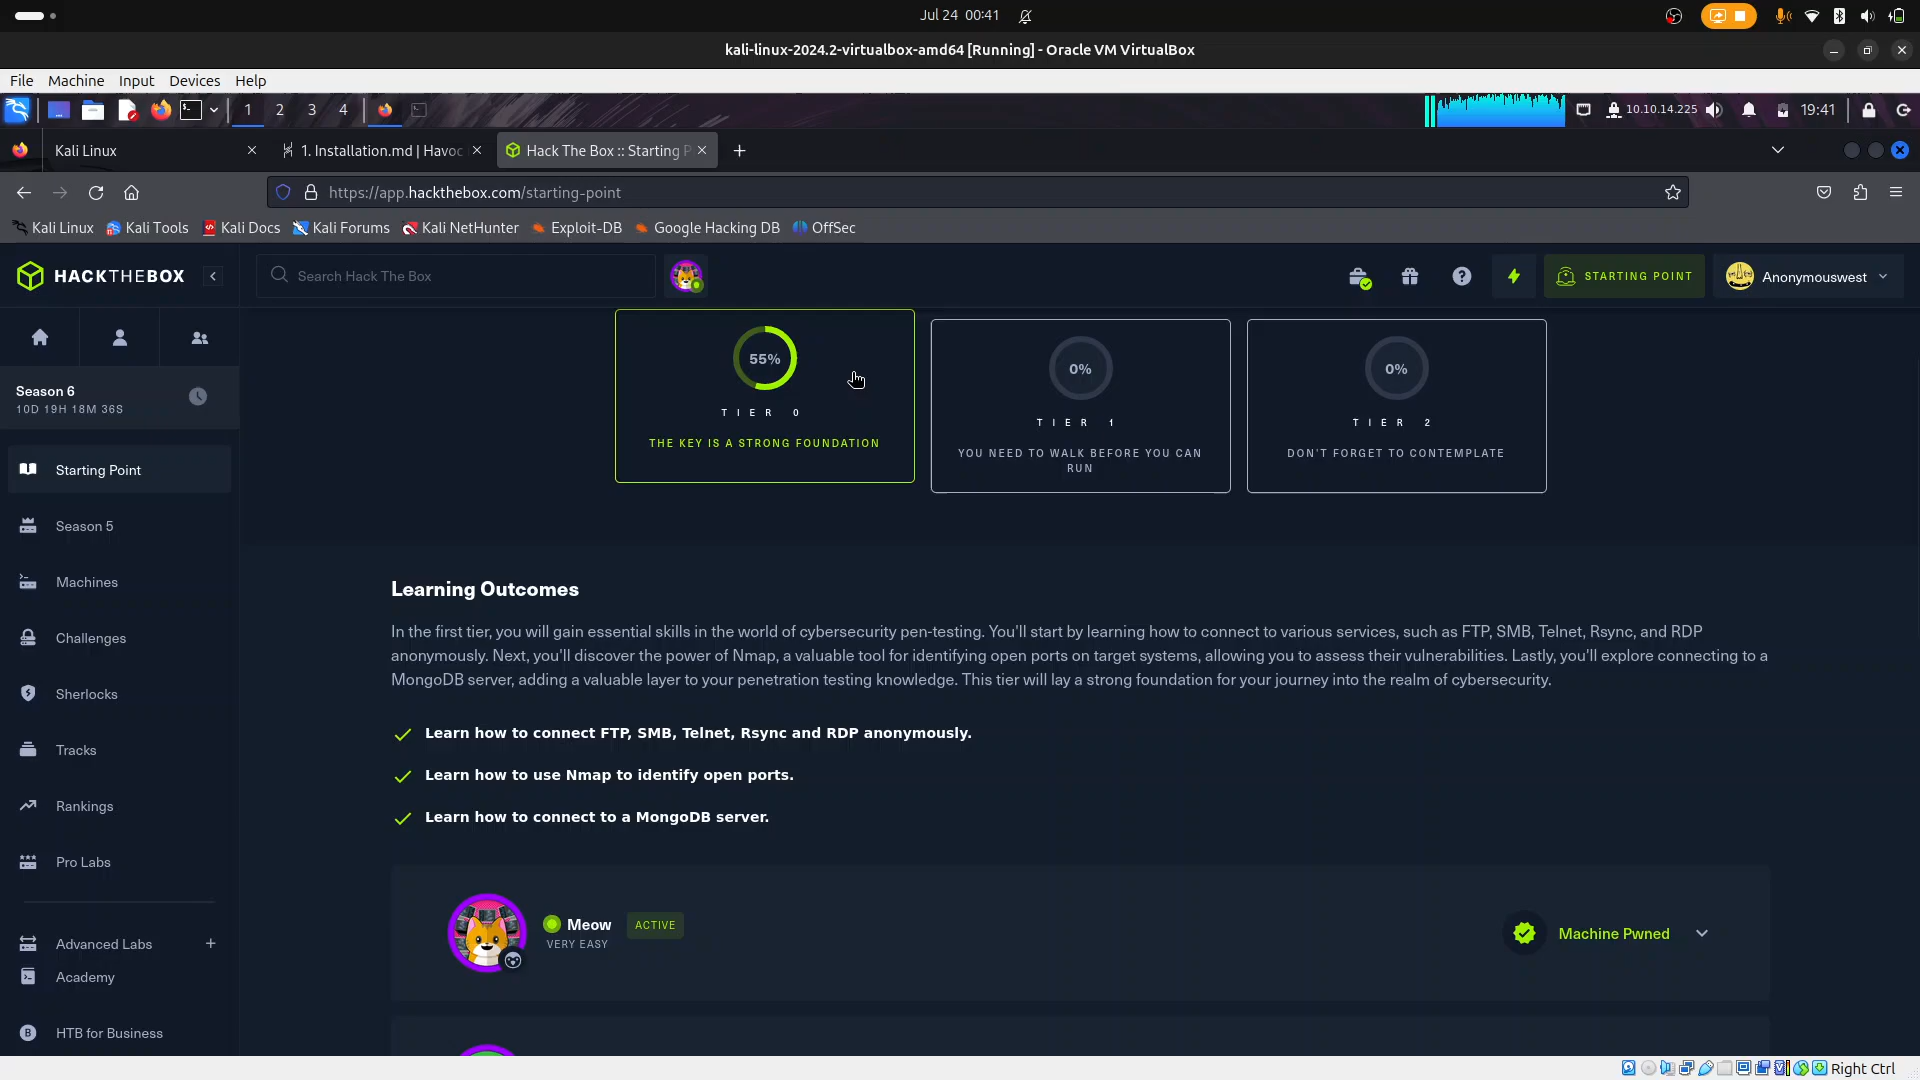 Jul 24 00:41
kali-linux-2024.2-virtualbox-amd64 [Running] - Oracle VM VirtualBox
File Machine Input Devices Help
1 2 3 4
10.10.14.225
19:41
Kali Linux
1. Installation.md | Havoc
Hack The Box :: Starting P
https://app.hackthebox.com/starting-point
Kali Linux Kali Tools Kali Docs Kali Forums Kali NetHunter Exploit-DB Google Hacking DB OffSec
HACKTHEBOX
Search Hack The Box
STARTING POINT
Anonymouswest
Season 6
10D 19H 18M 36S
Starting Point
Season 5
Machines
Challenges
Sherlocks
Tracks
Rankings
Pro Labs
Advanced Labs +
Academy
HTB for Business
55%
TIER 0
THE KEY IS A STRONG FOUNDATION
0%
TIER 1
YOU NEED TO WALK BEFORE YOU CAN
RUN
0%
TIER 2
DON'T FORGET TO CONTEMPLATE
Learning Outcomes
In the first tier, you will gain essential skills in the world of cybersecurity pen-testing. You'll start by learning how to connect to various services, such as FTP, SMB, Telnet, Rsync, and RDP
anonymously. Next, you'll discover the power of Nmap, a valuable tool for identifying open ports on target systems, allowing you to assess their vulnerabilities. Lastly, you'll explore connecting to a
MongoDB server, adding a valuable layer to your penetration testing knowledge. This tier will lay a strong foundation for your journey into the realm of cybersecurity.
Learn how to connect FTP, SMB, Telnet, Rsync and RDP anonymously.
Learn how to use Nmap to identify open ports.
Learn how to connect to a MongoDB server.
Meow
ACTIVE
VERY EASY
Machine Pwned
Right Ctrl